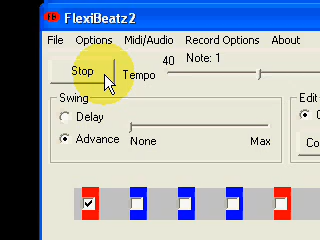 FB FlexiBeatz2
File Options Midi/Audio Record Options About
Stop Tempo 40 Note: 1
Swing Edit
Delay
Advance None Max